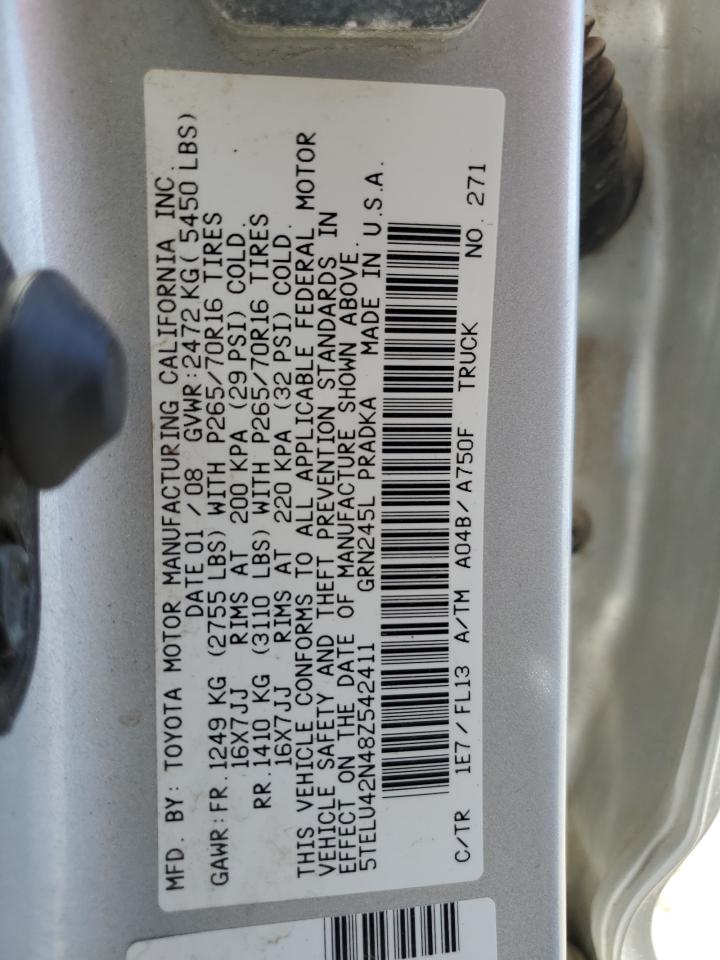 MFD. BY: TOYOTA MOTOR MANUFACTURING CALIFORNIA INC.
DATE 01 / 08 GVWR: 2472 KG( 5450 LBS)
GAWR: FR. 1249 KG (2755 LBS) WITH P265/70R16 TIRES
16X7JJ RIMS AT 200 KPA (29 PSI) COLD.
RR. 1410 KG (3110 LBS) WITH P265/70R16 TIRES
16X7JJ RIMS AT 220 KPA (32 PSI) COLD.
THIS VEHICLE CONFORMS TO ALL APPLICABLE FEDERAL MOTOR
VEHICLE SAFETY AND THEFT PREVENTION STANDARDS IN
EFFECT ON THE DATE OF MANUFACTURE SHOWN ABOVE.
5TELU42N48Z542411 GRN245L PRADKA MADE IN U.S.A.
C/TR 1E7 / FL13 A/TM A04B/ A750F TRUCK NO. 271